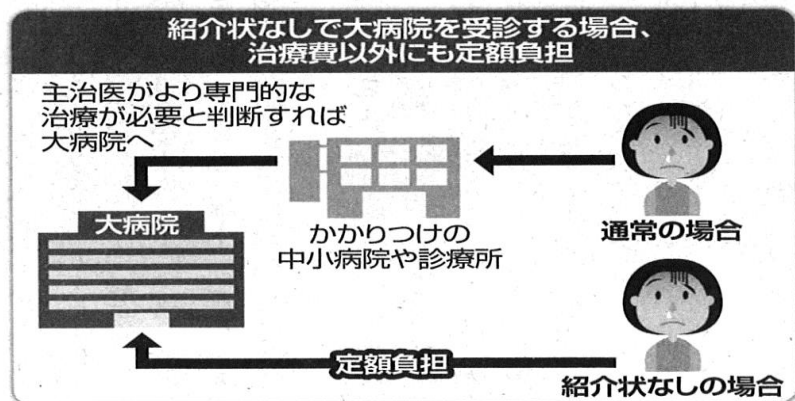 紹介状なしで大病院を受診する場合、
治療費以外にも定額負担
主治医がより専門的な
治療が必要と判断すれば
大病院へ
大病院
かかりつけの
中小病院や診療所
通常の場合
定額負担
紹介状なしの場合